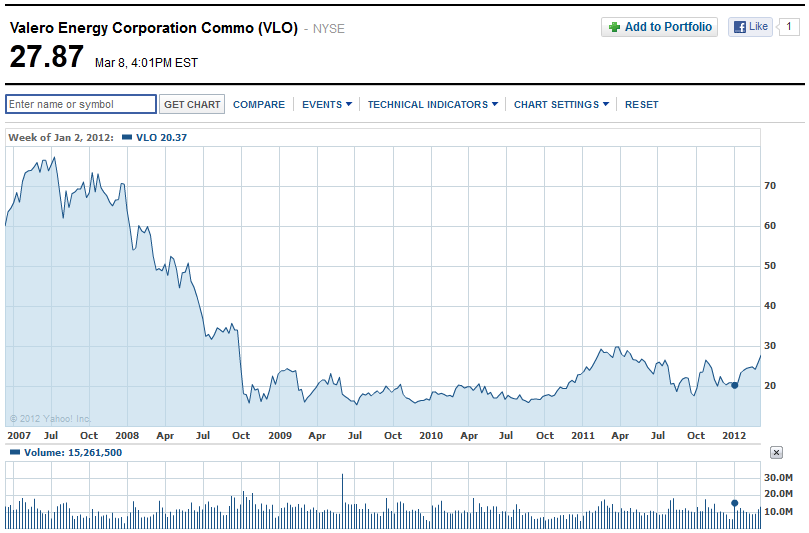 Valero Energy Corporation Commo (VLO) - NYSE
Add to Portfolio
Like
1
27.87 Mar 8, 4:01PM EST
Enter name or symbol GET CHART COMPARE EVENTS TECHNICAL INDICATORS CHART SETTINGS RESET
Week of Jan 2, 2012: VLO 20.37
70
60
50
40
30
20
© 2012 Yahoo! Inc.
2007 Jul Oct 2008 Apr Jul Oct 2009 Apr Jul Oct 2010 Apr Jul Oct 2011 Apr Jul Oct 2012
Volume: 15,261,500
30.0M
20.0M
10.0M